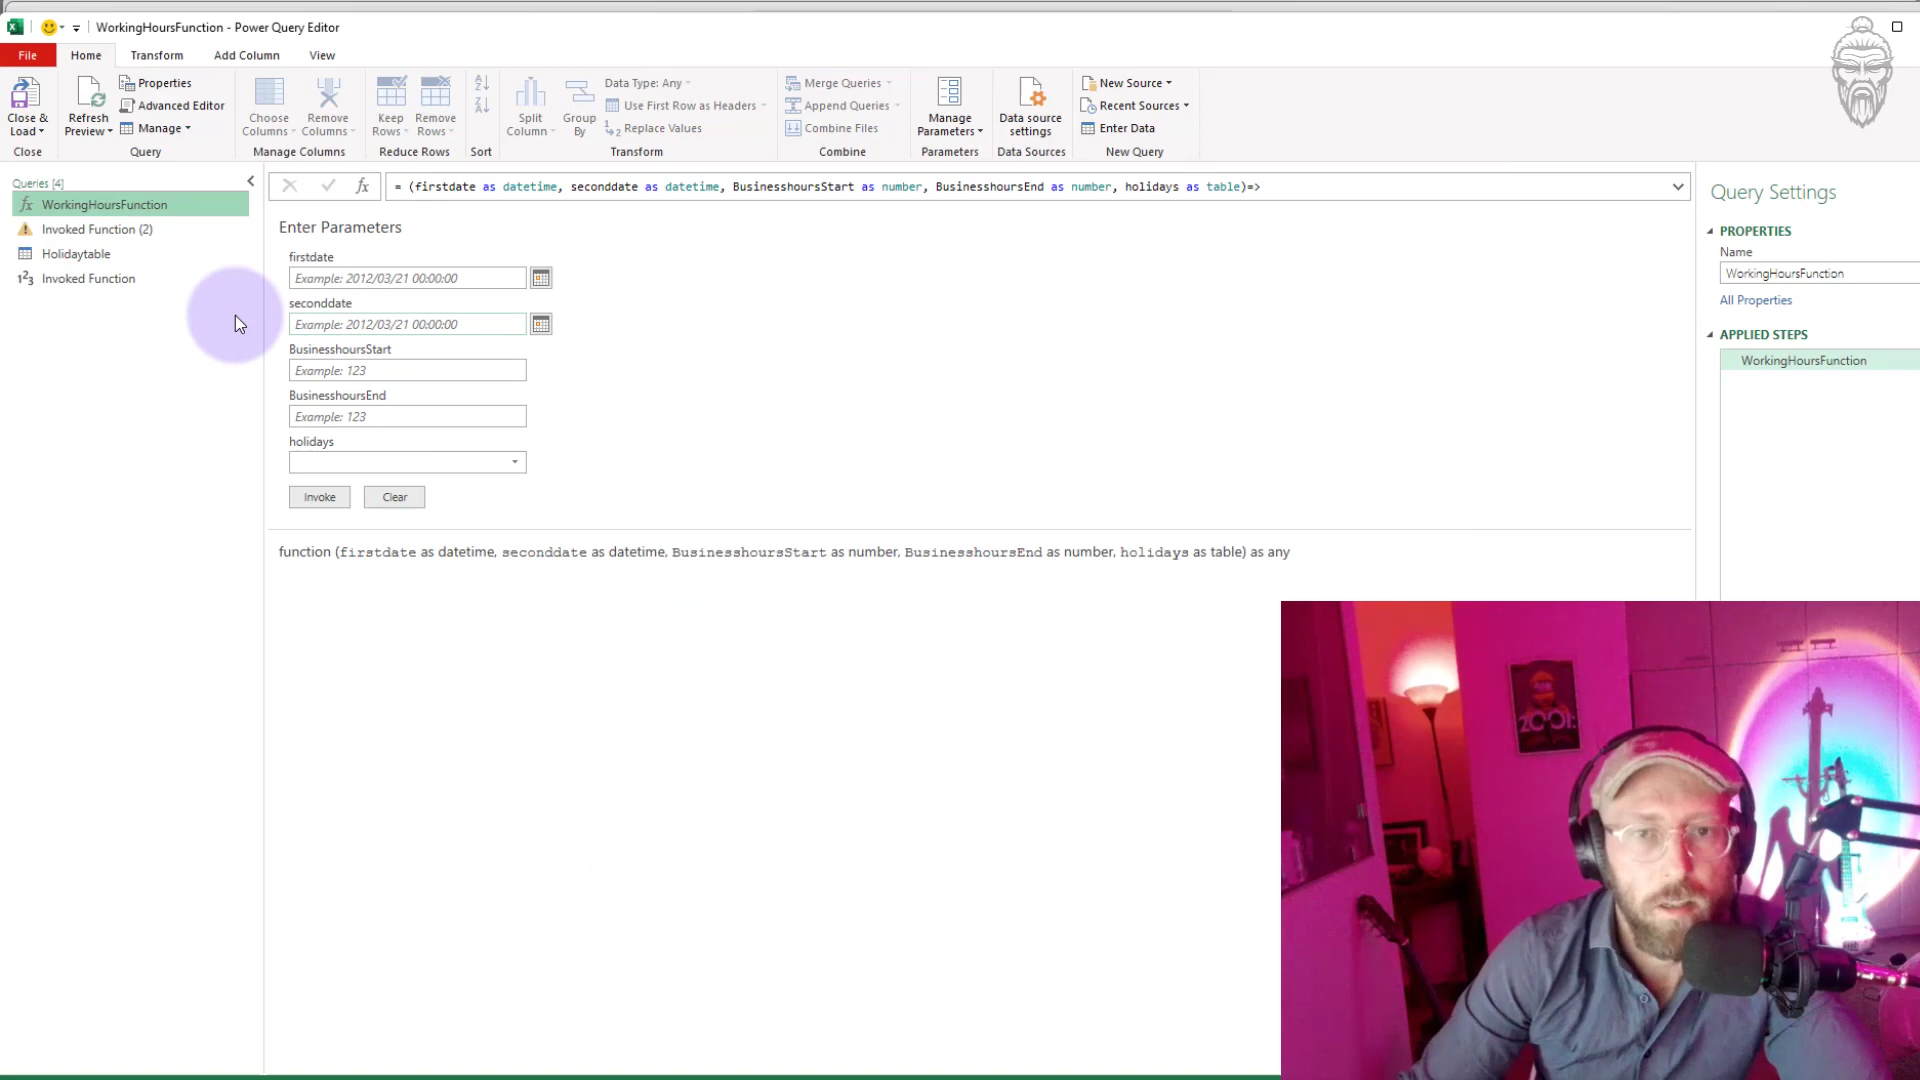 WorkingHoursFunction - Power Query Editor
File Home Transform Add Column View
Close & Load
Close
Refresh Preview
Properties
Advanced Editor
Manage
Query
Choose Columns
Remove Columns
Manage Columns
Keep Rows
Remove Rows
Reduce Rows
Sort
Split Column
Group By
Data Type: Any
Use First Row as Headers
Replace Values
Transform
Merge Queries
Append Queries
Combine Files
Combine
Manage Parameters
Parameters
Data source settings
Data Sources
New Source
Recent Sources
Enter Data
New Query
Queries [4]
WorkingHoursFunction
Invoked Function (2)
Holidaytable
Invoked Function
= (firstdate as datetime, seconddate as datetime, BusinesshoursStart as number, BusinesshoursEnd as number, holidays as table)=>
Enter Parameters
firstdate
Example: 2012/03/21 00:00:00
seconddate
Example: 2012/03/21 00:00:00
BusinesshoursStart
Example: 123
BusinesshoursEnd
Example: 123
holidays
Invoke Clear
function (firstdate as datetime, seconddate as datetime, BusinesshoursStart as number, BusinesshoursEnd as number, holidays as table) as any
Query Settings
PROPERTIES
Name
WorkingHoursFunction
All Properties
APPLIED STEPS
WorkingHoursFunction
2001: